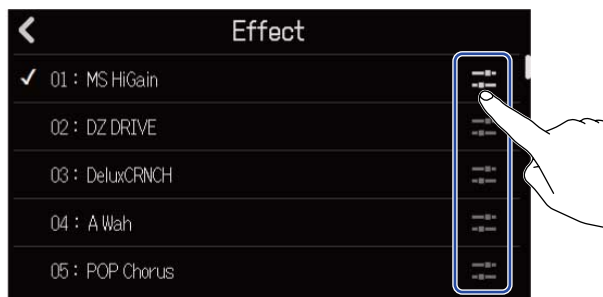 Effect
01 : MS HiGain
02 : DZ DRIVE
03 : DeluxCRNCH
04 : A Wah
05 : POP Chorus